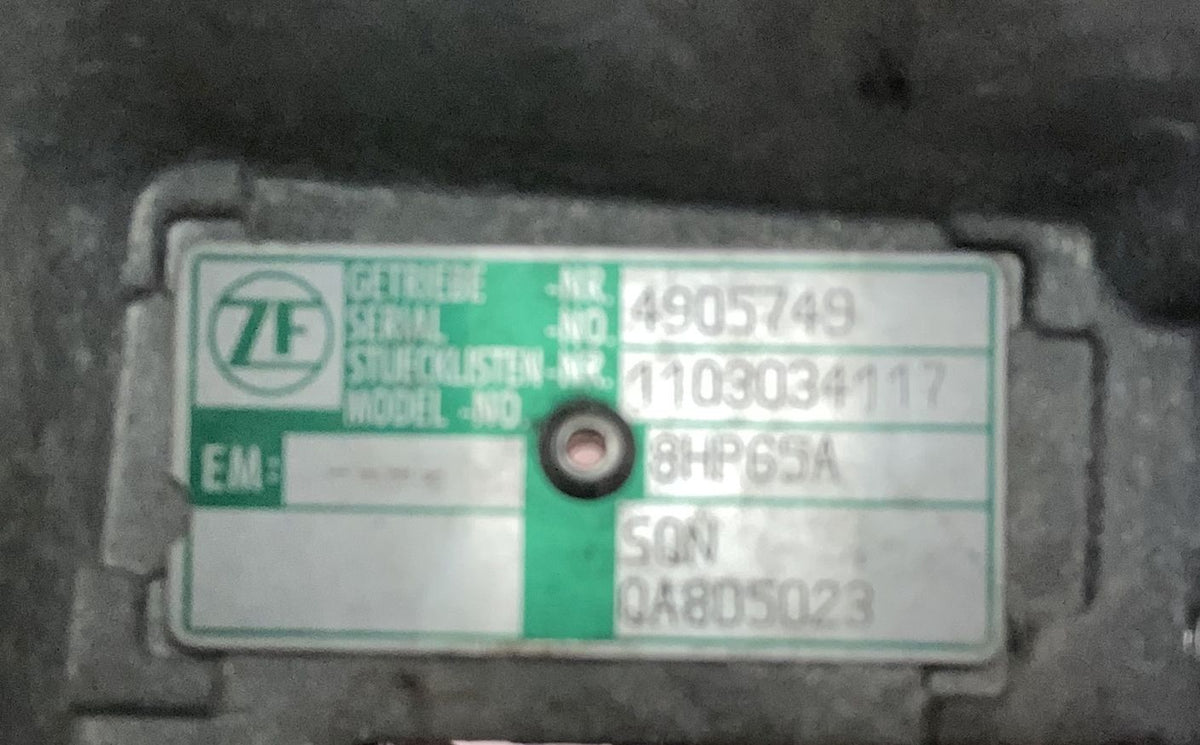 ZF
GETRIEBE -NR. 4905749
SERIAL -NO.
STUECKLISTEN -NR. 1103034117
MODEL -NO. 8HP65A
EM:
SQN
QA805023